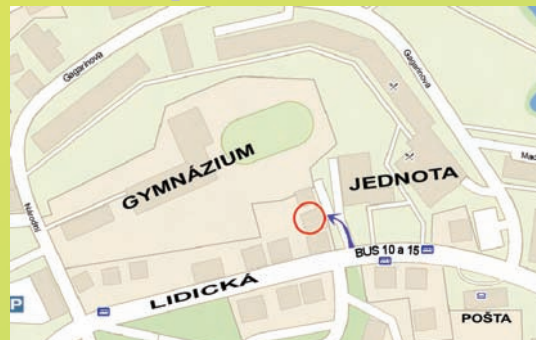 Gagarinova
Gagarinova
GYMNÁZIUM
JEDNOTA
Národní
BUS 10 a 15
LIDICKÁ
P
POŠTA